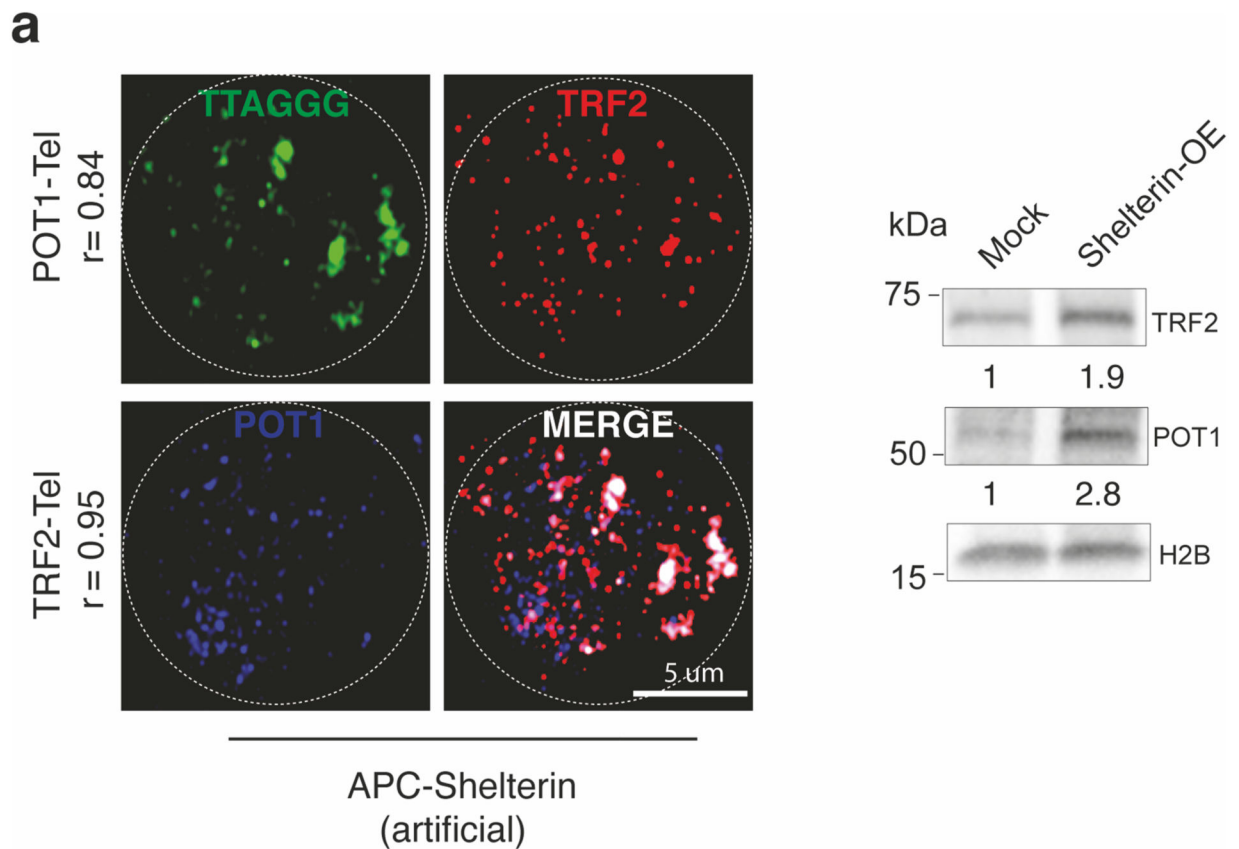 a
POT1-Tel
r= 0.84
TTAGGG
TRF2
TRF2-Tel
r = 0.95
POT1
MERGE
5 um
APC-Shelterin
(artificial)
kDa
Mock
Shelterin-OE
75
TRF2
1 1.9
50
POT1
1 2.8
15
H2B